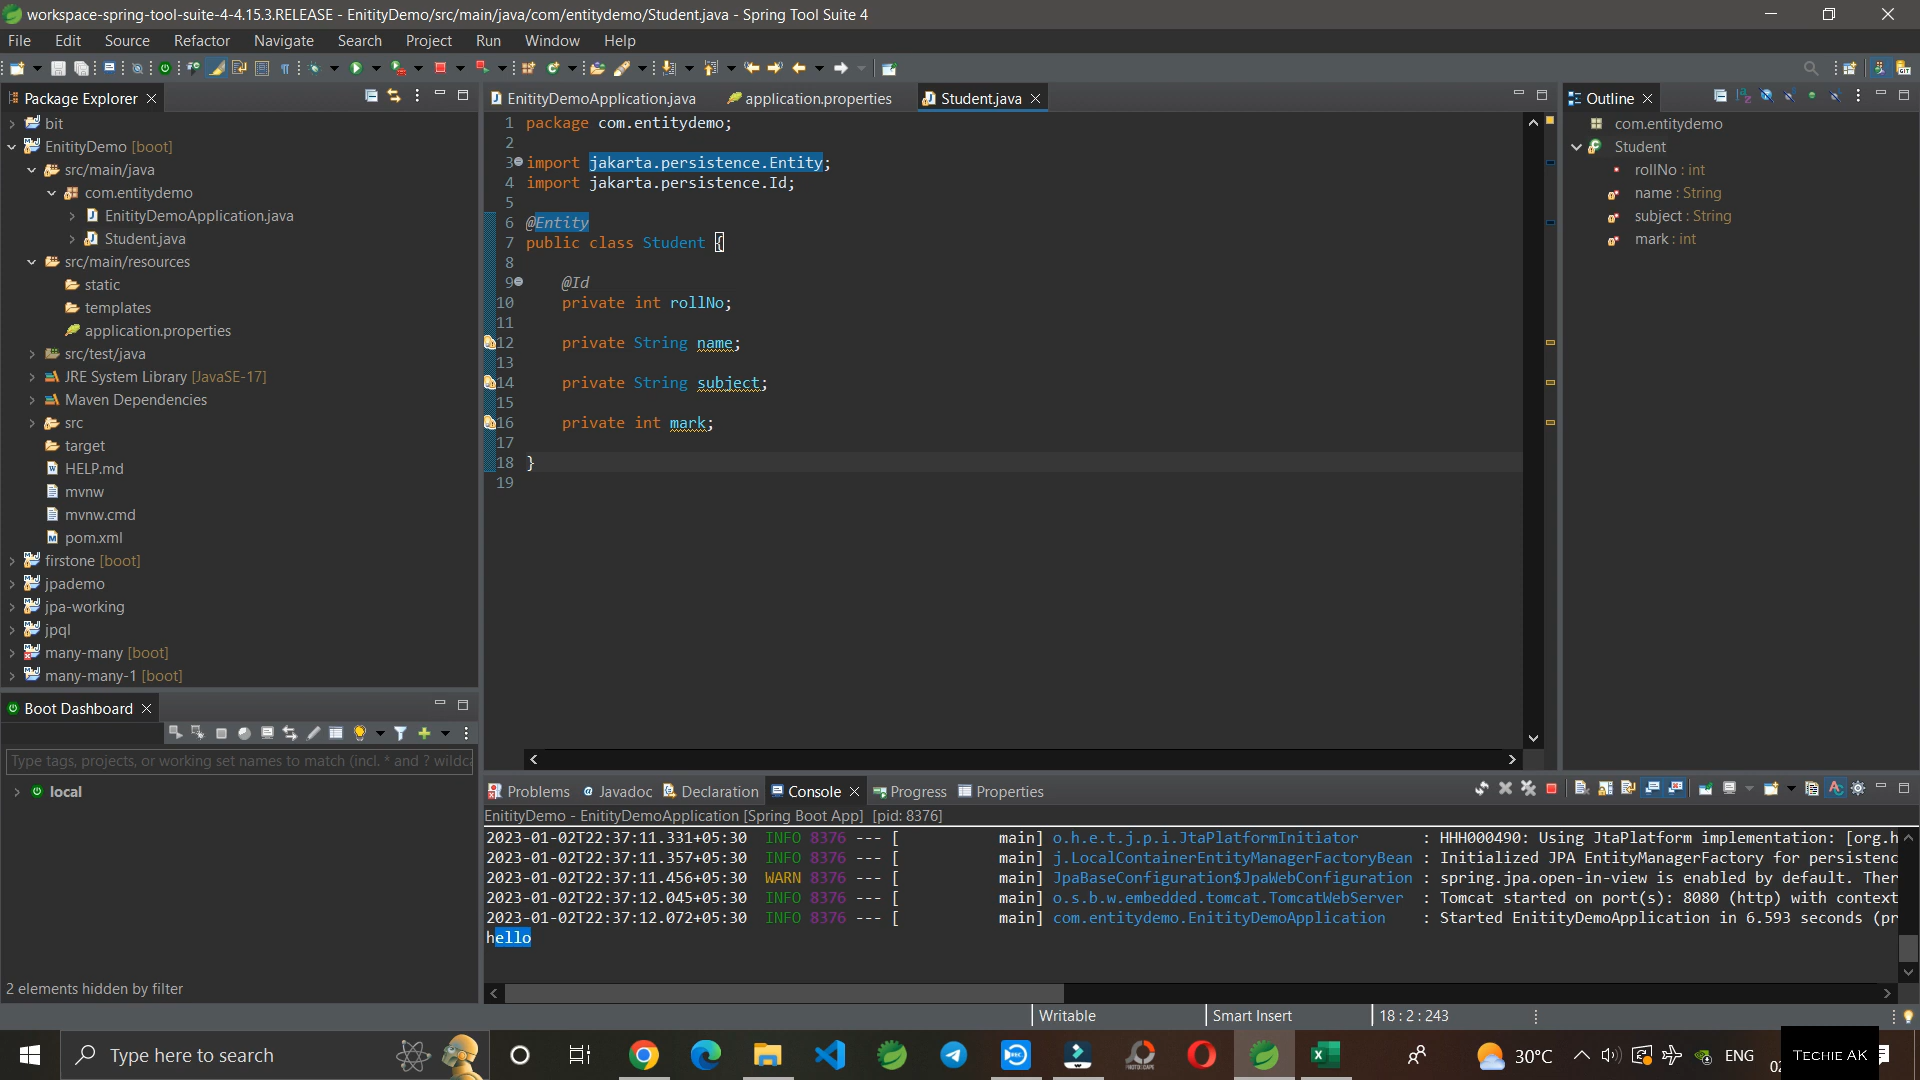 workspace-spring-tool-suite-4-4.15.3.RELEASE - EnitityDemo/src/main/java/com/entitydemo/Student.java - Spring Tool Suite 4
File Edit Source Refactor Navigate Search Project Run Window Help
Package Explorer
bit
EnitityDemo [boot]
src/main/java
com.entitydemo
EnitityDemoApplication.java
Student.java
src/main/resources
static
templates
application.properties
src/test/java
JRE System Library [JavaSE-17]
Maven Dependencies
src
target
HELP.md
mvnw
mvnw.cmd
pom.xml
firstone [boot]
jpademo
jpa-working
jpql
many-many [boot]
many-many-1 [boot]
Boot Dashboard
Type tags, projects, or working set names to match (incl. * and ? wildca
local
2 elements hidden by filter
EnitityDemoApplication.java application.properties Student.java
1 package com.entitydemo;
2
3 import jakarta.persistence.Entity;
4 import jakarta.persistence.Id;
5
6 @Entity
7 public class Student {
8
9 @Id
10 private int rollNo;
11
12 private String name;
13
14 private String subject;
15
16 private int mark;
17
18 }
19
Outline
com.entitydemo
Student
rollNo : int
name : String
subject : String
mark : int
Problems Javadoc Declaration Console Progress Properties
EnitityDemo - EnitityDemoApplication [Spring Boot App] [pid: 8376]
2023-01-02T22:37:11.331+05:30 INFO 8376 --- [ main] o.h.e.t.j.p.i.JtaPlatformInitiator : HHH000490: Using JtaPlatform implementation: [org.h
2023-01-02T22:37:11.357+05:30 INFO 8376 --- [ main] j.LocalContainerEntityManagerFactoryBean : Initialized JPA EntityManagerFactory for persistenc
2023-01-02T22:37:11.456+05:30 WARN 8376 --- [ main] JpaBaseConfiguration$JpaWebConfiguration : spring.jpa.open-in-view is enabled by default. Ther
2023-01-02T22:37:12.045+05:30 INFO 8376 --- [ main] o.s.b.w.embedded.tomcat.TomcatWebServer : Tomcat started on port(s): 8080 (http) with context
2023-01-02T22:37:12.072+05:30 INFO 8376 --- [ main] com.entitydemo.EnitityDemoApplication : Started EnitityDemoApplication in 6.593 seconds (pr
hello
Writable Smart Insert 18 : 2 : 243
Type here to search
30°C ENG
TECHIE AK